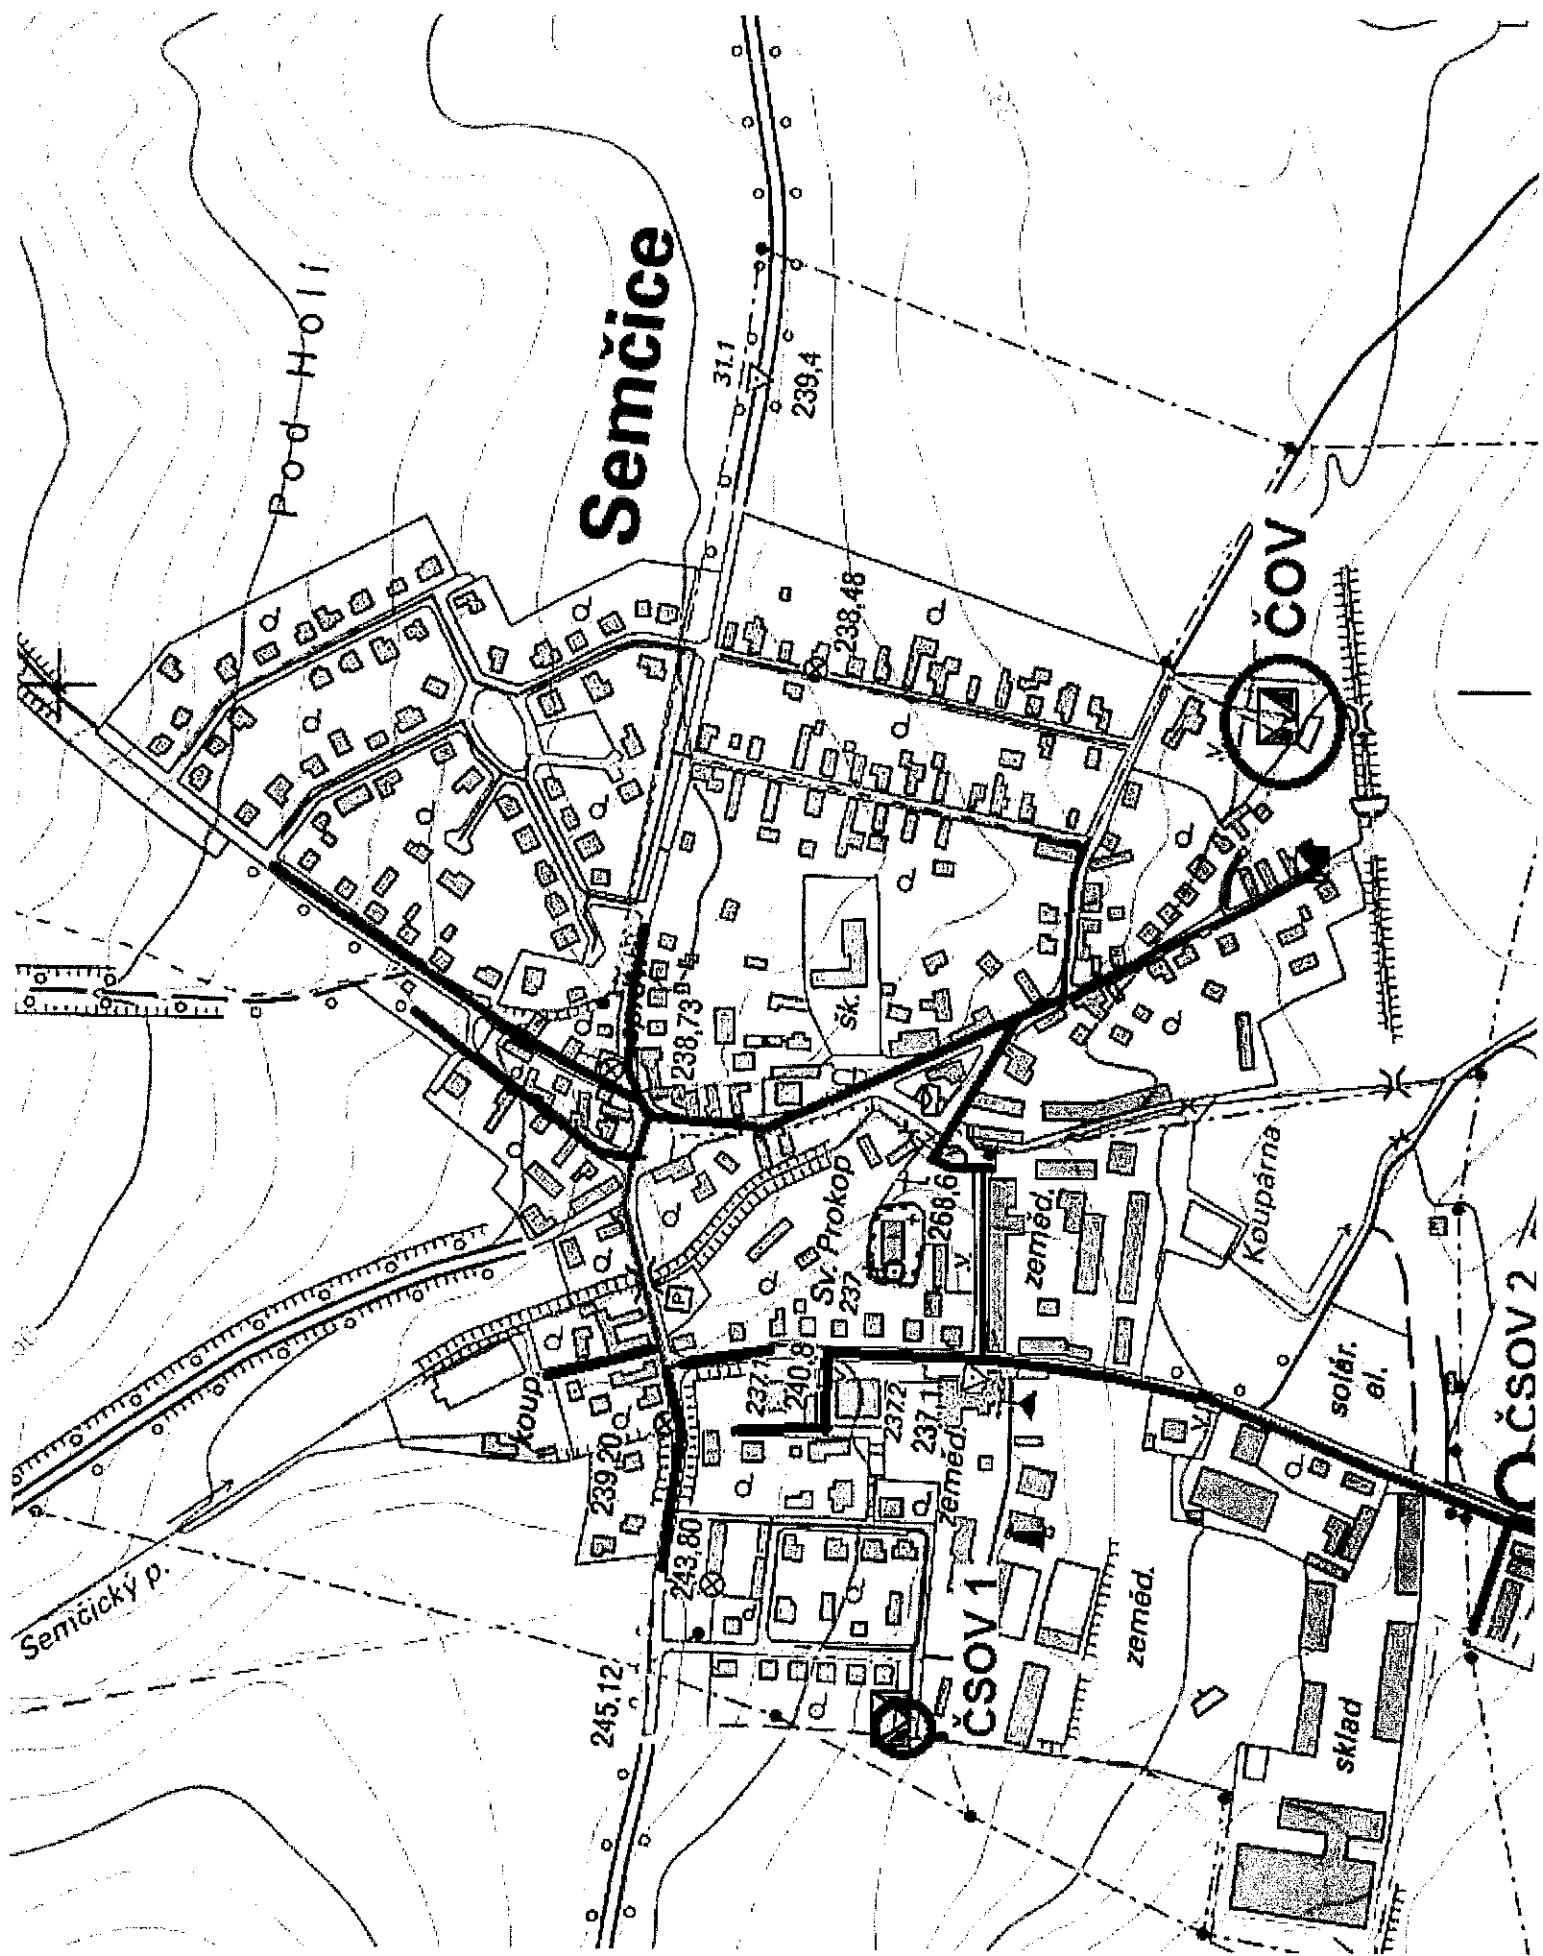 Pod Holí
Semčice
31.1
239,4
238,48
ČOV
238,73
šk.
Sv. Prokop
237
268,6
v.
zeměd.
Koupárna
koup.
237.1
240,8
237.2
237.11
239,20
243,80
zeměd.
solár.
el.
ČSOV 2
Semčický p.
245,12
ČSOV 1
zeměd.
sklad
P
v.
v.